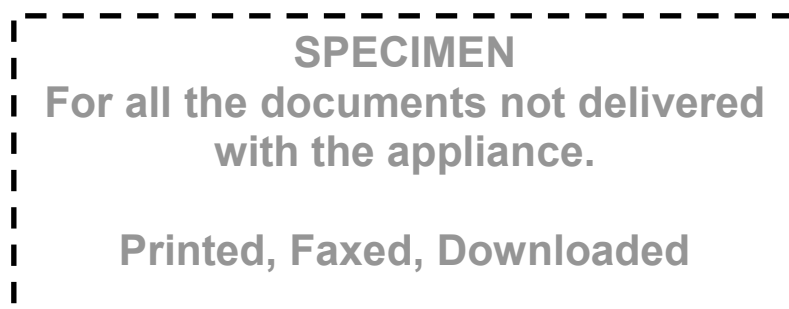 SPECIMEN
For all the documents not delivered
with the appliance.
Printed, Faxed, Downloaded